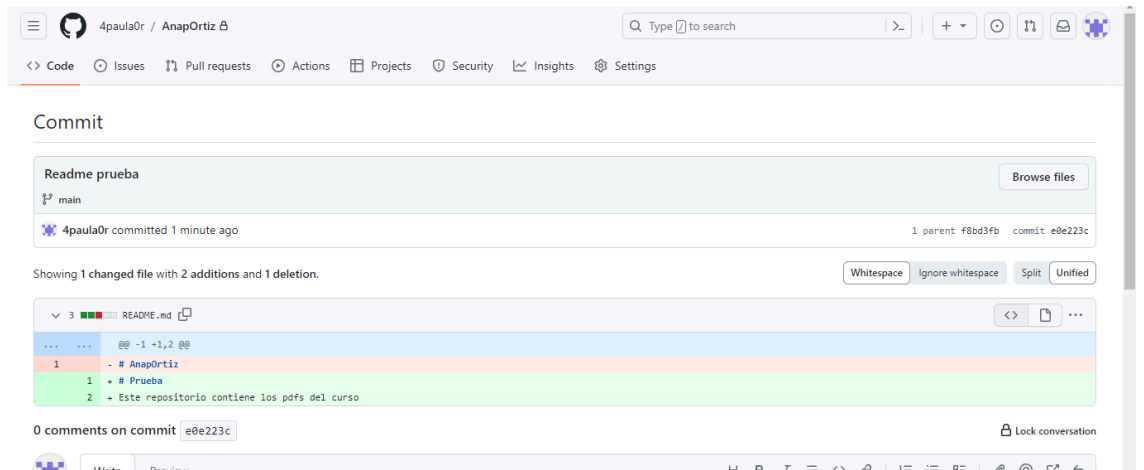 4paula0r / AnapOrtiz
Type / to search
Code Issues Pull requests Actions Projects Security Insights Settings
Commit
Readme prueba
Browse files
main
4paula0r committed 1 minute ago
1 parent f8bd3fb commit e0e223c
Showing 1 changed file with 2 additions and 1 deletion.
Whitespace Ignore whitespace Split Unified
3 README.md
... ... @@ -1 +1,2 @@
1 - # AnapOrtiz
1 + # Prueba
2 + Este repositorio contiene los pdfs del curso
0 comments on commit e0e223c
Lock conversation
Write Preview